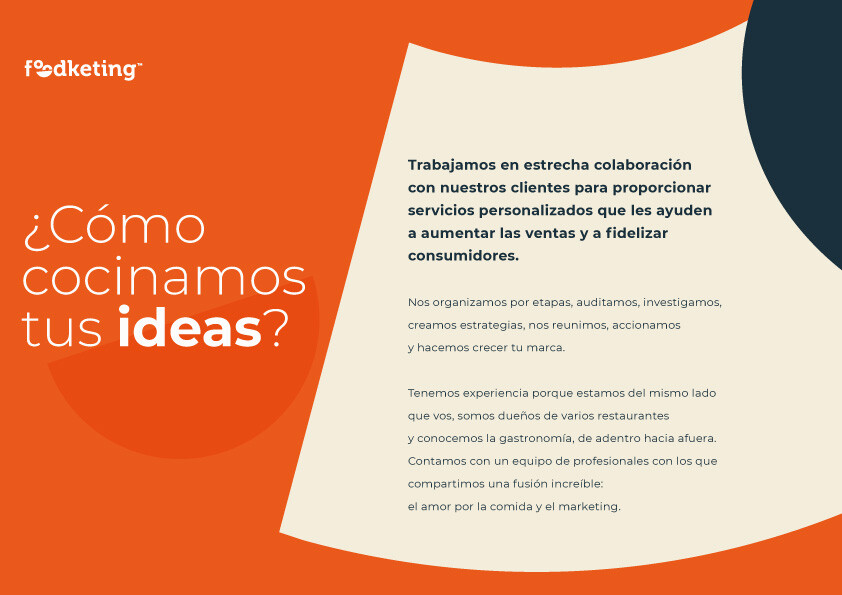 foodketing™
¿Cómo
cocinamos
tus ideas?
Trabajamos en estrecha colaboración
con nuestros clientes para proporcionar
servicios personalizados que les ayuden
a aumentar las ventas y a fidelizar
consumidores.
Nos organizamos por etapas, auditamos, investigamos,
creamos estrategias, nos reunimos, accionamos
y hacemos crecer tu marca.
Tenemos experiencia porque estamos del mismo lado
que vos, somos dueños de varios restaurantes
y conocemos la gastronomía, de adentro hacia afuera.
Contamos con un equipo de profesionales con los que
compartimos una fusión increíble:
el amor por la comida y el marketing.